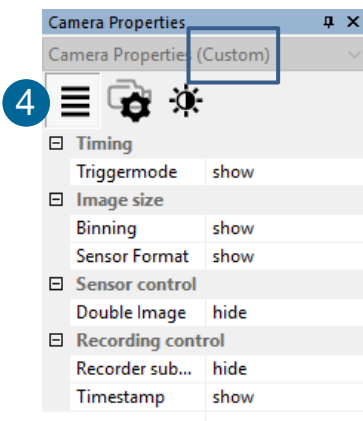 Camera Properties
Camera Properties (Custom)
4
Timing
Triggermode show
Image size
Binning show
Sensor Format show
Sensor control
Double Image hide
Recording control
Recorder sub... hide
Timestamp show